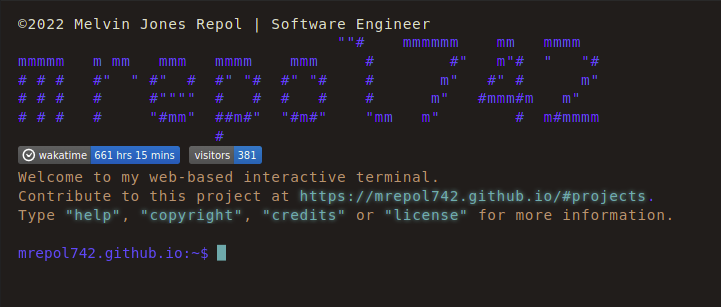 ©2022 Melvin Jones Repol | Software Engineer
mrepol742
wakatime 661 hrs 15 mins visitors 381
Welcome to my web-based interactive terminal.
Contribute to this project at https://mrepol742.github.io/#projects.
Type "help", "copyright", "credits" or "license" for more information.
mrepol742.github.io:~$